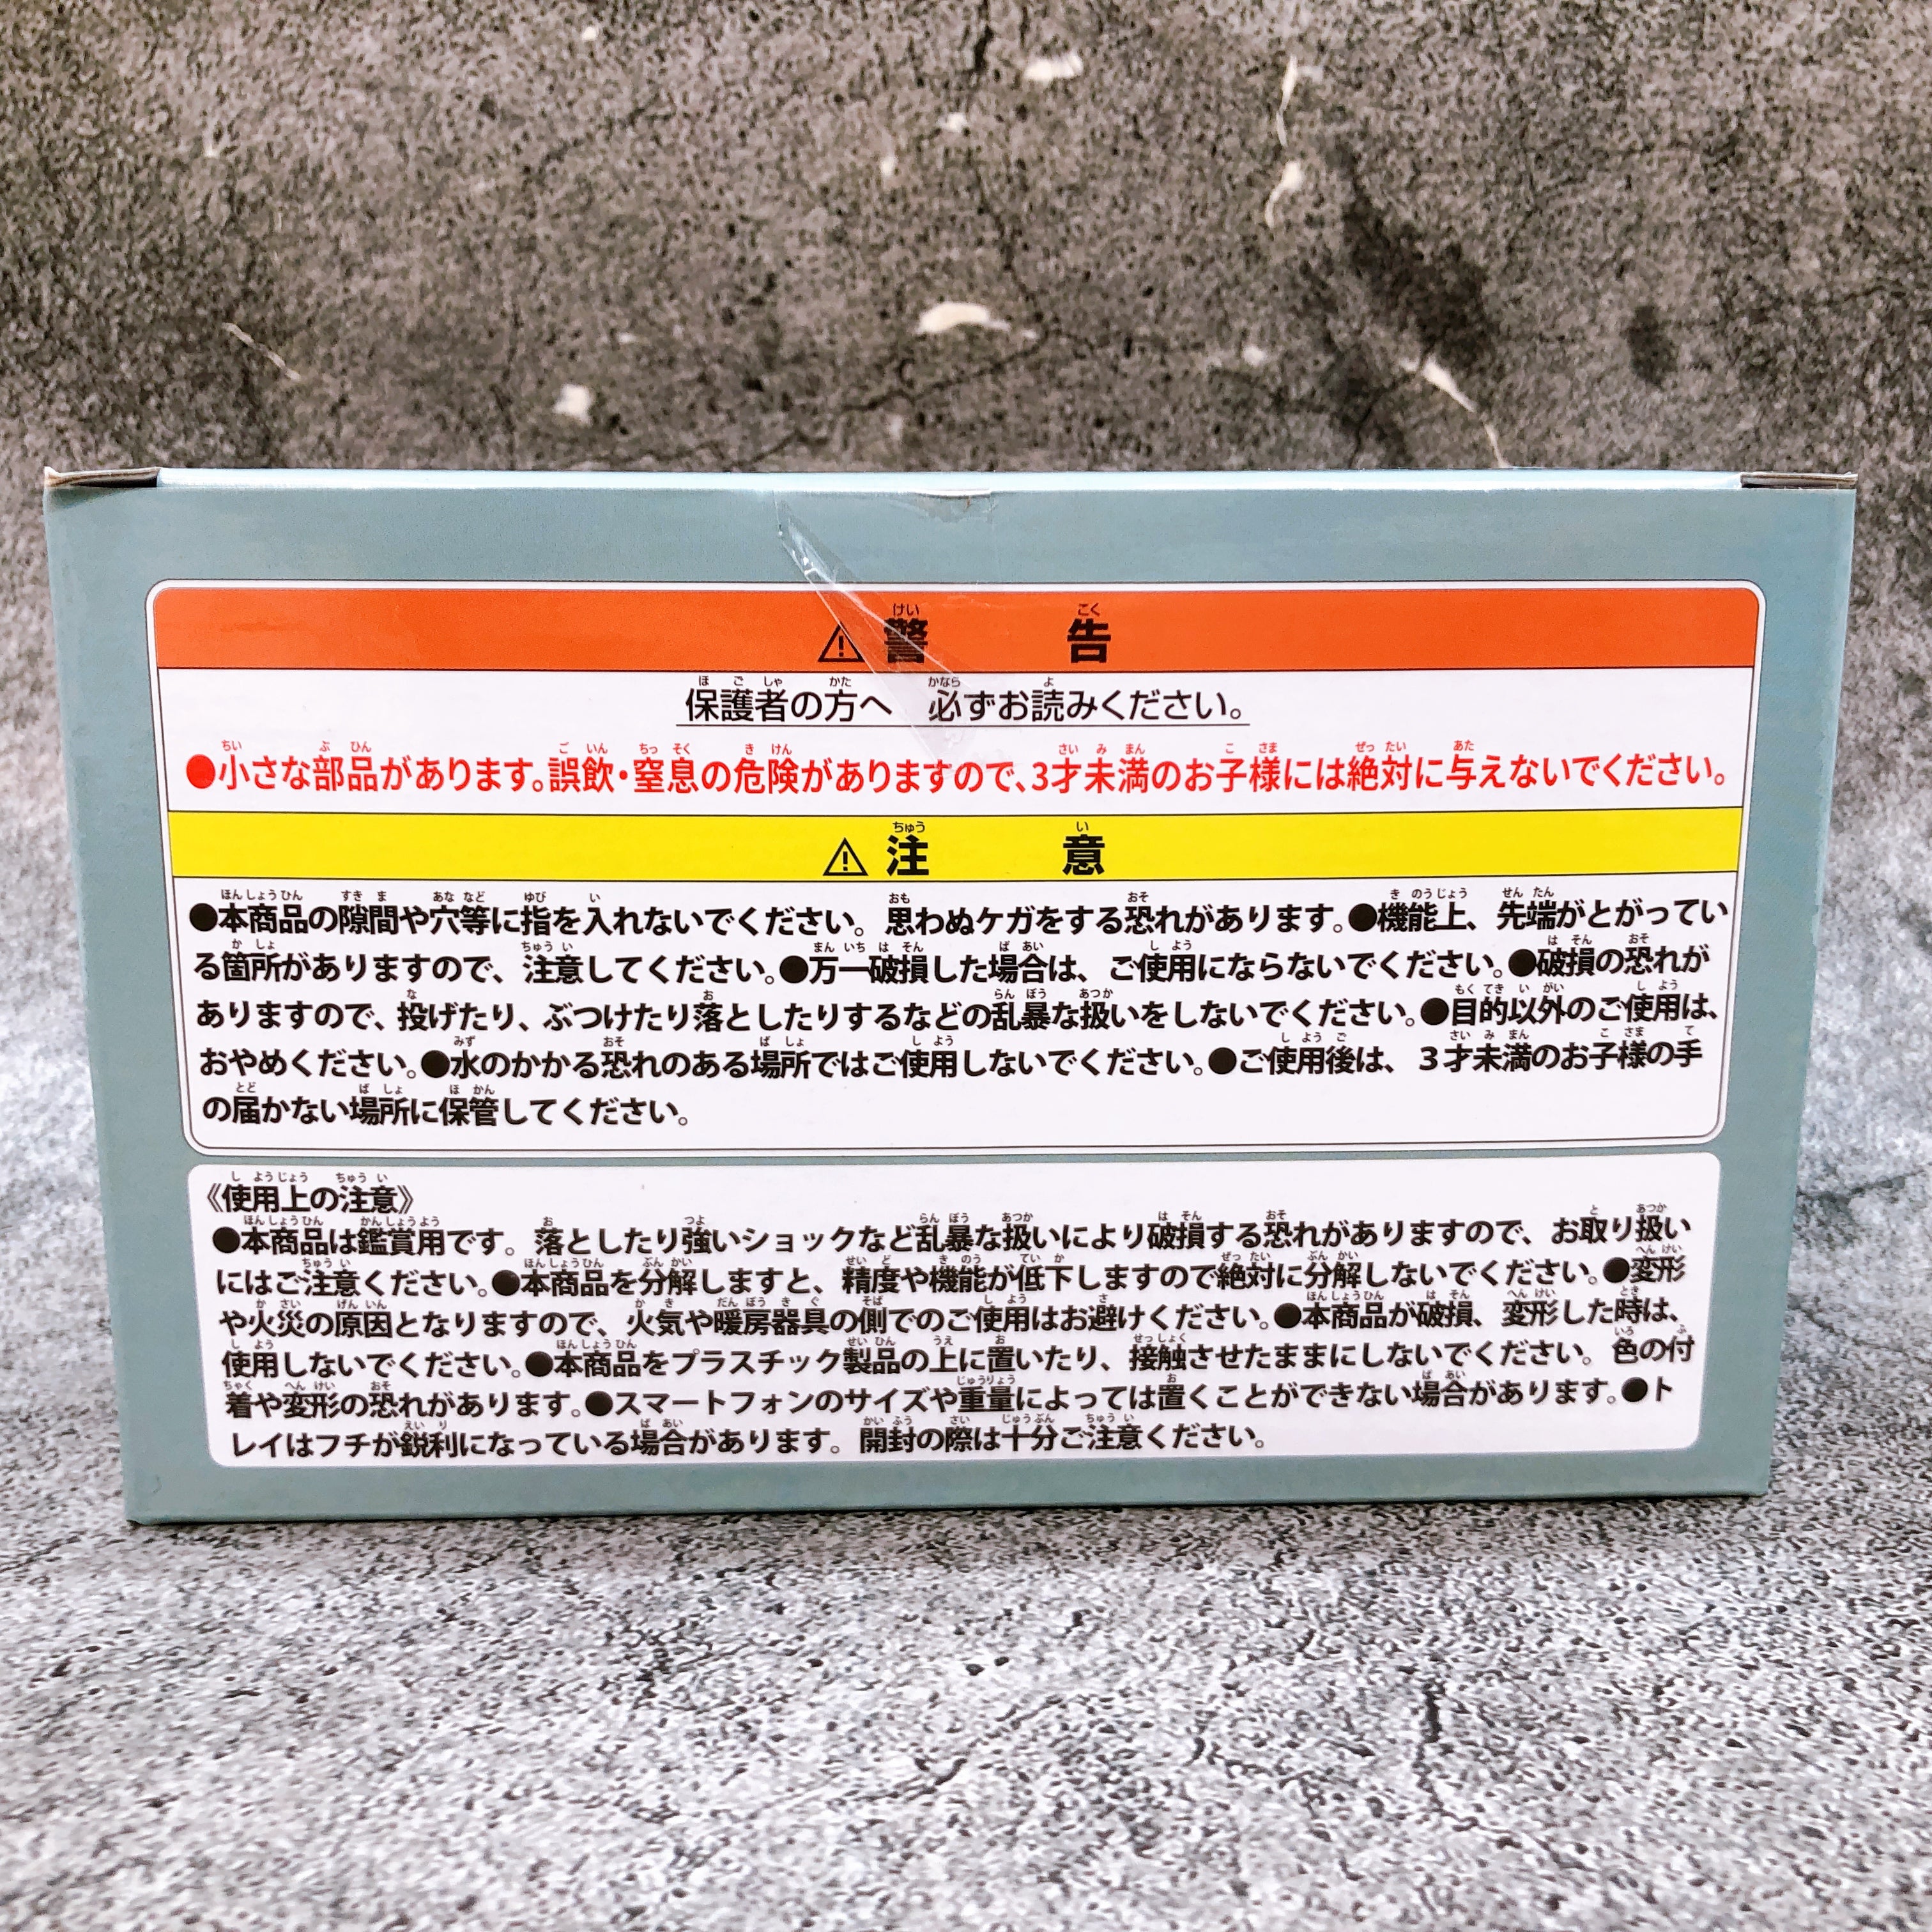 ⚠警告
保護者の方へ 必ずお読みください。
●小さな部品があります。誤飲・窒息の危険がありますので、3才未満のお子様には絶対に与えないでください。
⚠注意
●本商品の隙間や穴等に指を入れないでください。思わぬケガをする恐れがあります。●機能上、先端がとがってい
る箇所がありますので、注意してください。●万一破損した場合は、ご使用にならないでください。●破損の恐れが
ありますので、投げたり、ぶつけたり落としたりするなどの乱暴な扱いをしないでください。●目的以外のご使用は、
おやめください。●水のかかる恐れのある場所ではご使用しないでください。●ご使用後は、3才未満のお子様の手
の届かない場所に保管してください。
《使用上の注意》
●本商品は鑑賞用です。落としたり強いショックなど乱暴な扱いにより破損する恐れがありますので、お取り扱い
にはご注意ください。●本商品を分解しますと、精度や機能が低下しますので絶対に分解しないでください。●変形
や火災の原因となりますので、火気や暖房器具の側でのご使用はお避けください。●本商品が破損、変形した時は、
使用しないでください。●本商品をプラスチック製品の上に置いたり、接触させたままにしないでください。色の付
着や変形の恐れがあります。●スマートフォンのサイズや重量によっては置くことができない場合があります。●ト
レイはフチが鋭利になっている場合があります。開封の際は十分ご注意ください。